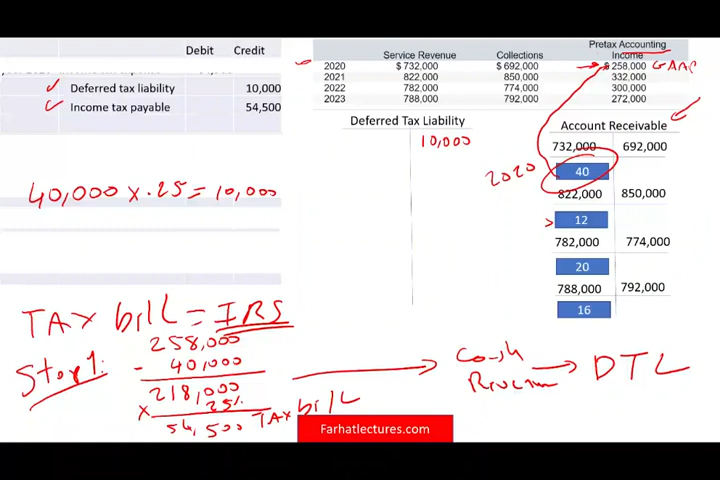 Debit Credit
Deferred tax liability 10,000
Income tax payable 54,500
Pretax Accounting
Service Revenue Collections Income
2020 $ 732,000 $ 692,000 $ 258,000 GAAP
2021 822,000 850,000 332,000
2022 782,000 774,000 300,000
2023 788,000 792,000 272,000
Deferred Tax Liability
10,000
Account Receivable
732,000 692,000
2020 40
822,000 850,000
12
782,000 774,000
20
788,000 792,000
16
40,000 x .25 = 10,000
TAX bill = IRS
Step 1:
258,000
- 40,000
218,000
x 25%
54,500 TAX bill
Cash
Revenue
DTL
Farhatlectures.com